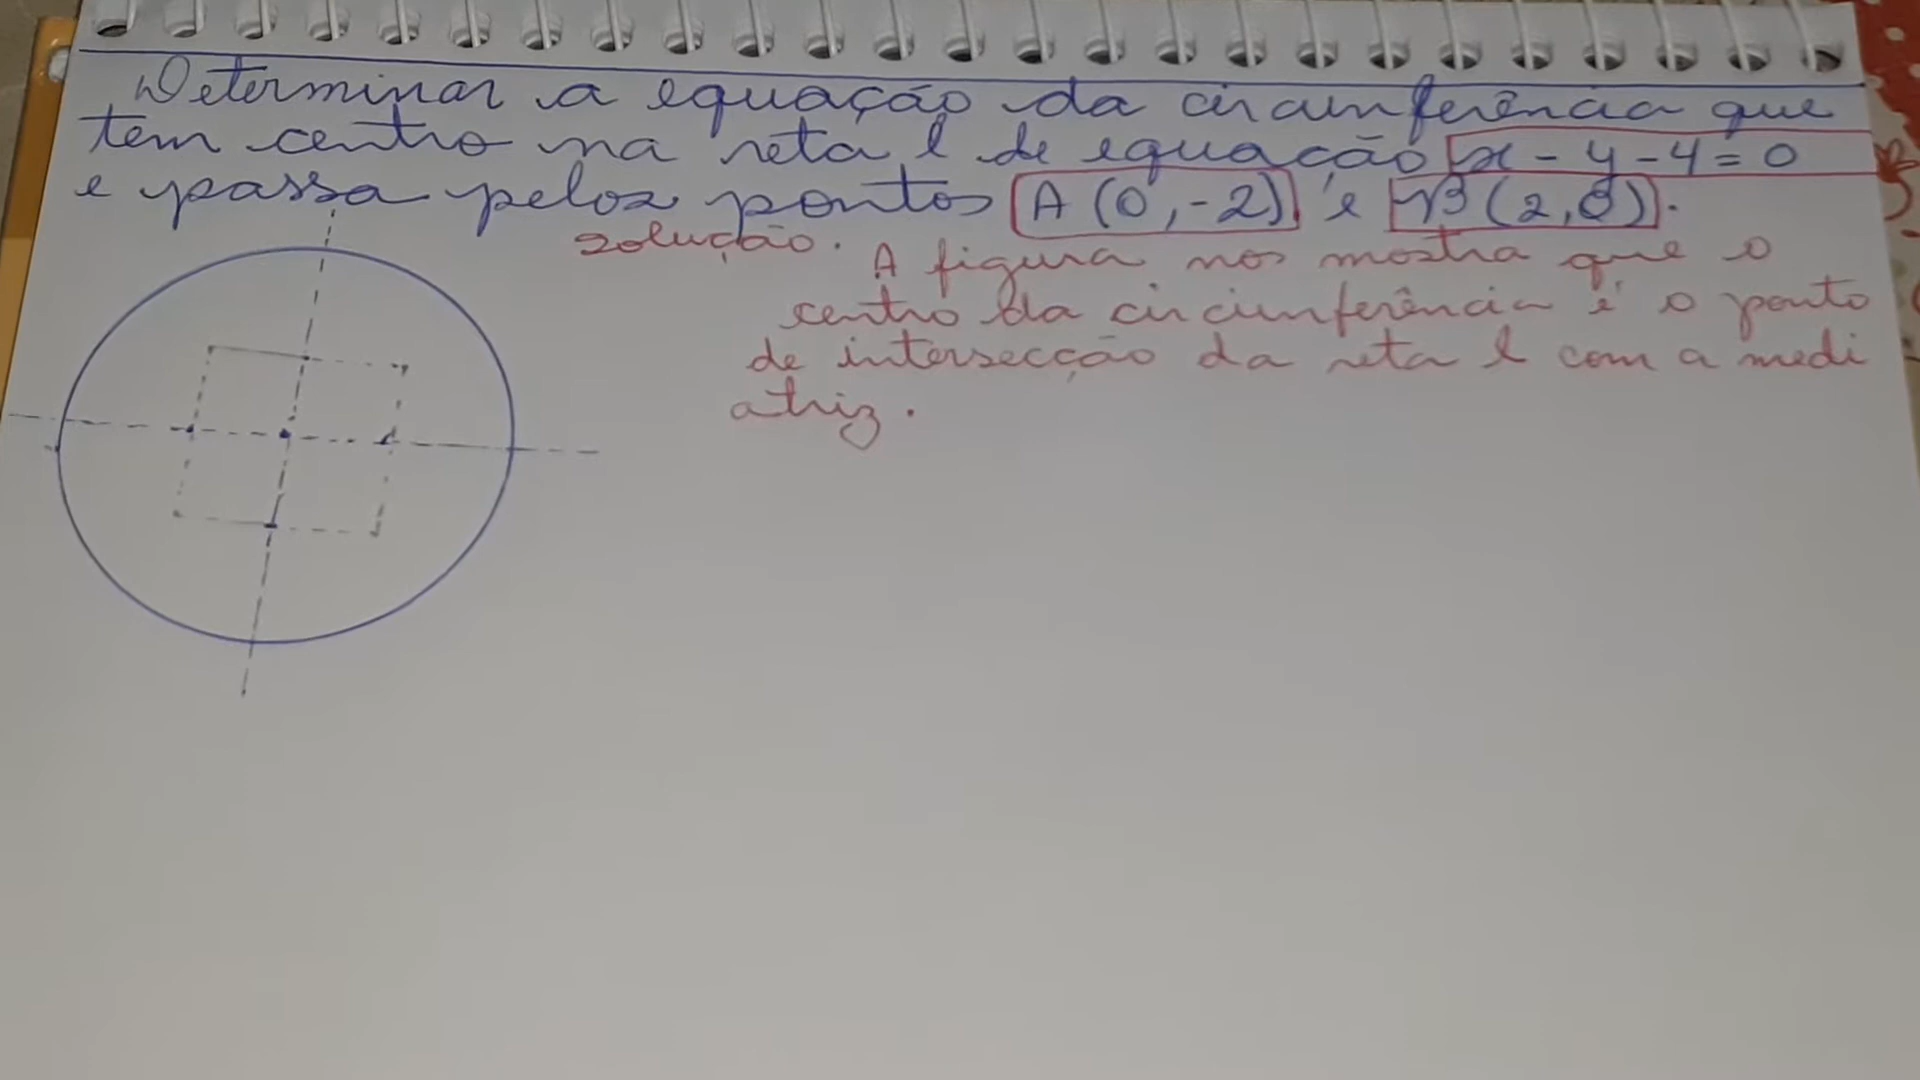 Determinar a equação da circunferência que
tem centro na reta l de equação x - y - 4 = 0
e passa pelos pontos A (0, -2) e B (2, 0).
solução.
A figura nos mostra que o
centro da circunferência é o ponto
de intersecção da reta l com a medi
atriz.